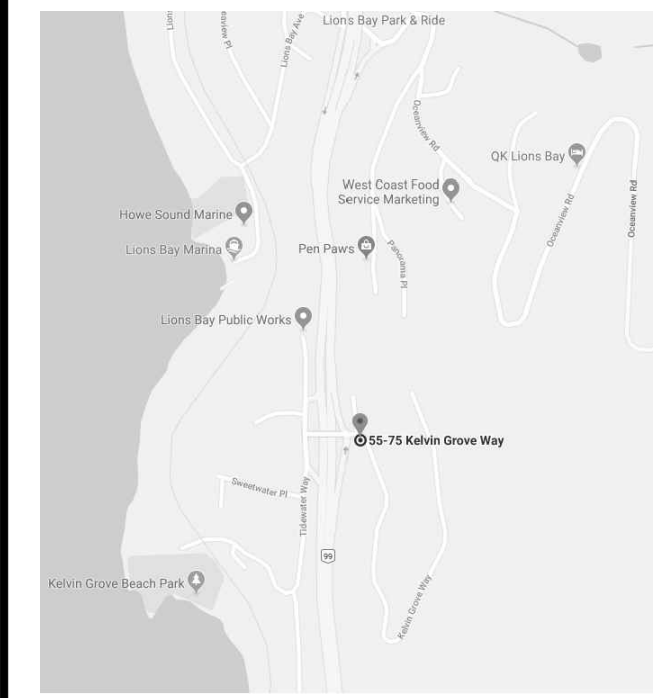 Lions Bay Park & Ride
Lions Bay Ave
Oceanview Rd
QK Lions Bay
West Coast Food
Service Marketing
Oceanview Rd
Oceanview Rd
Howe Sound Marine
Lions Bay Marina
Pen Paws
Panorama Pl
Lions Bay Public Works
55-75 Kelvin Grove Way
Sweetwater Pl
Tidewater Way
99
Kelvin Grove Beach Park
Kelvin Grove Way